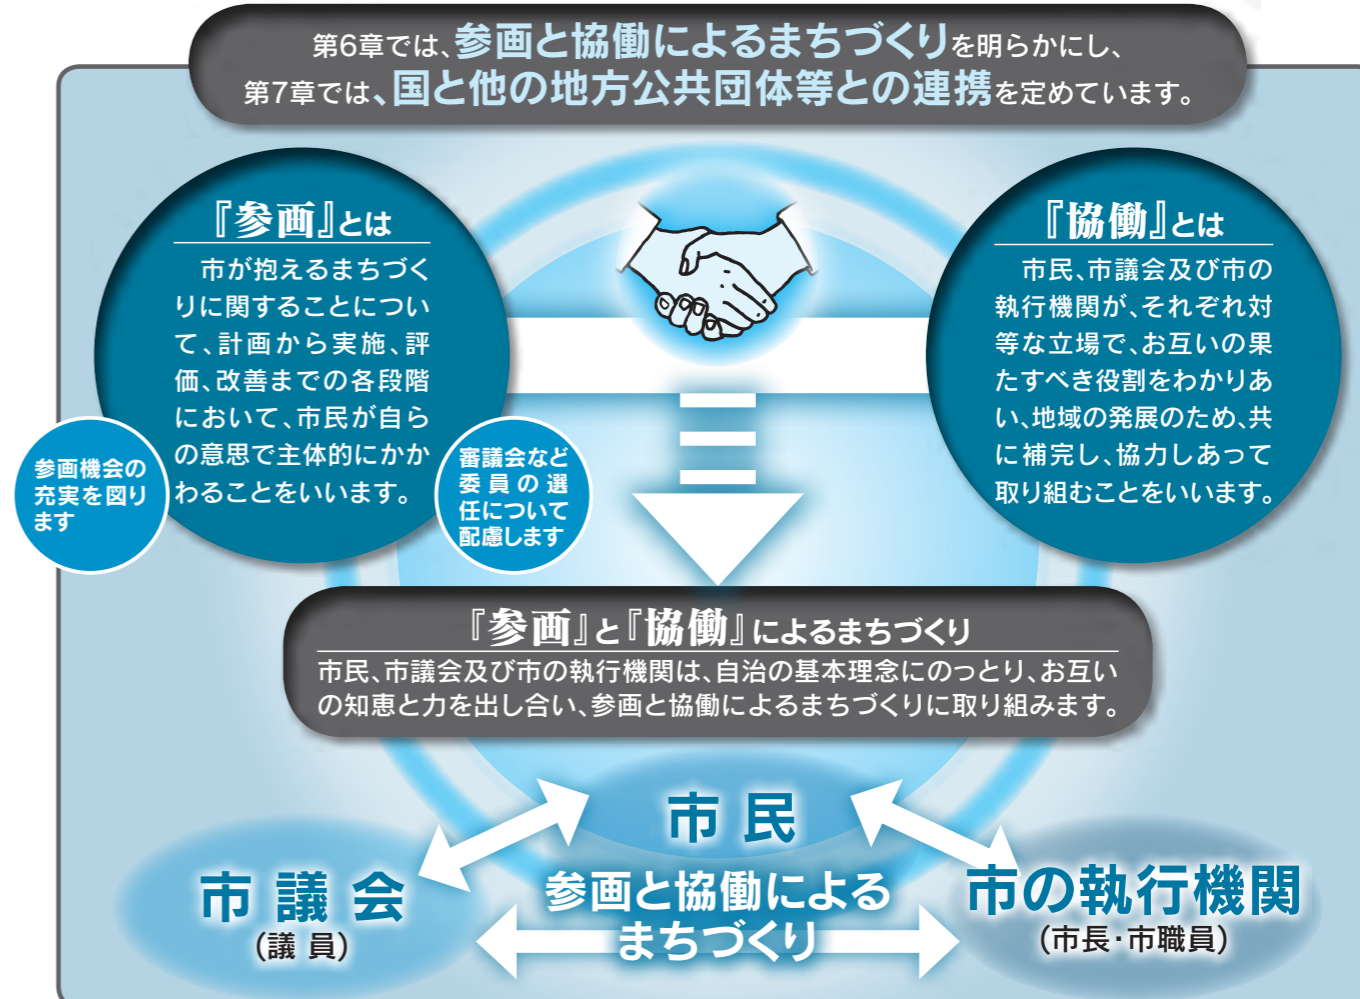 第6章では、参画と協働によるまちづくりを明らかにし、
第7章では、国と他の地方公共団体等との連携を定めています。
『参画』とは
市が抱えるまちづく
りに関することについ
て、計画から実施、評
価、改善までの各段階
において、市民が自ら
の意思で主体的にかか
わることをいいます。
参画機会の
充実を図り
ます
審議会など
委員の選
任について
配慮します
『協働』とは
市民、市議会及び市の
執行機関が、それぞれ対
等な立場で、お互いの果
たすべき役割をわかりあ
い、地域の発展のため、共
に補完し、協力しあって
取り組むことをいいます。
『参画』と『協働』によるまちづくり
市民、市議会及び市の執行機関は、自治の基本理念にのっとり、お互い
の知恵と力を出し合い、参画と協働によるまちづくりに取り組みます。
市民
市議会
(議員)
参画と協働による
まちづくり
市の執行機関
(市長・市職員)